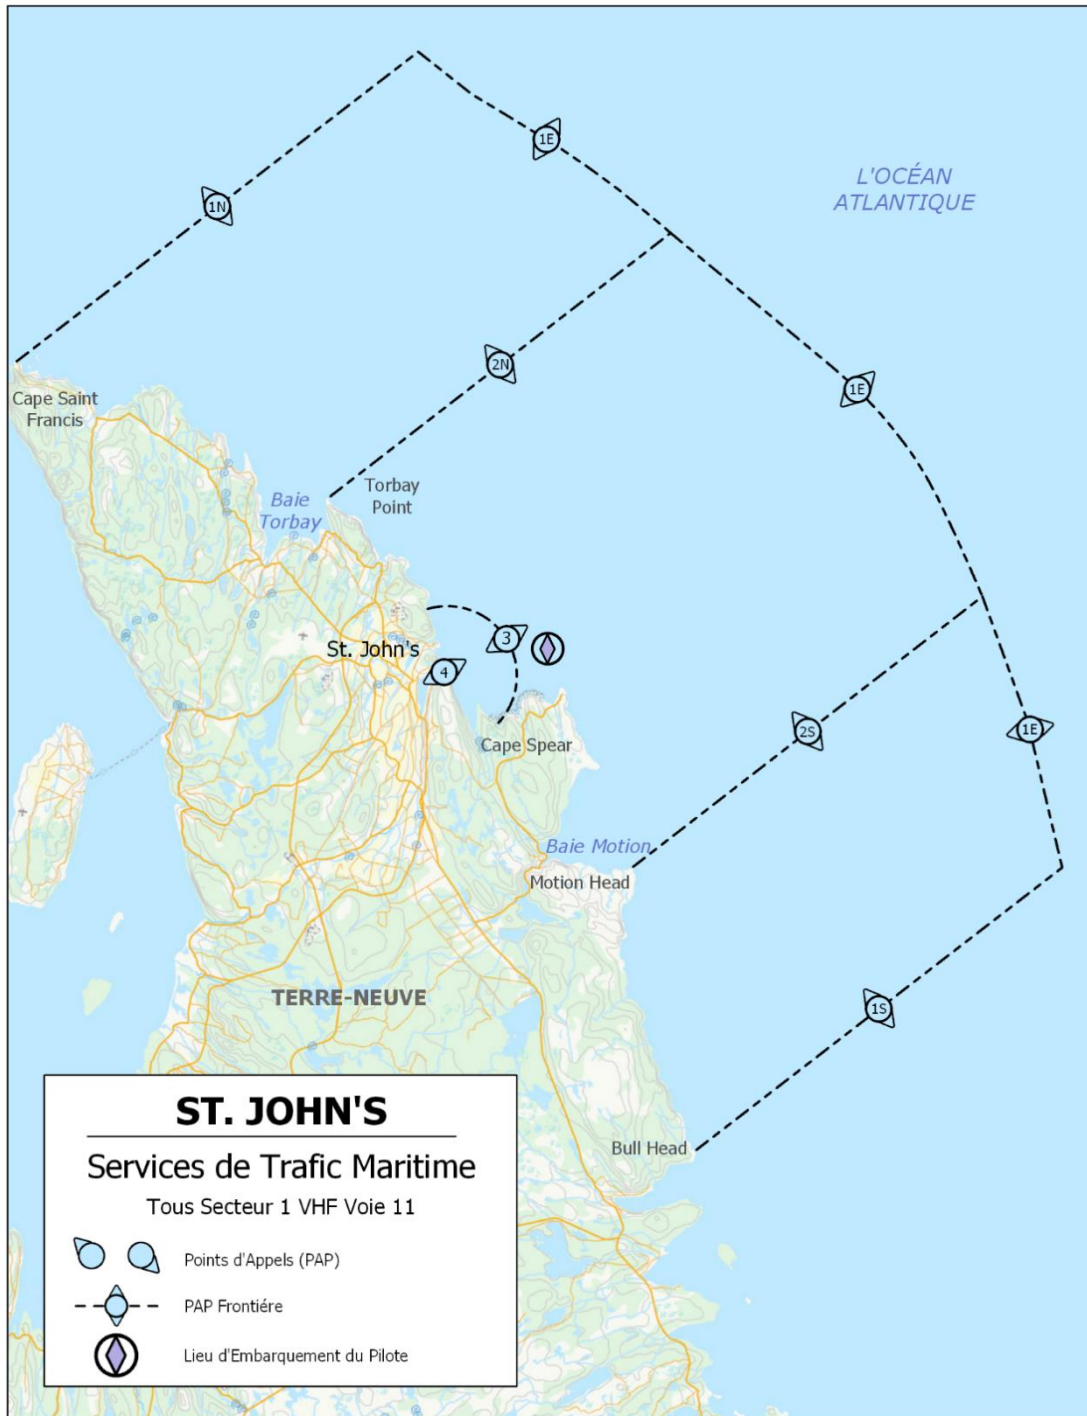 1E
L'OCÉAN
ATLANTIQUE
1N
2N
1E
Cape Saint
Francis
Torbay
Point
Baie
Torbay
3
St. John's
4
2S
1E
Cape Spear
Baie Motion
Motion Head
TERRE-NEUVE
1S
Bull Head
ST. JOHN'S
Services de Trafic Maritime
Tous Secteur 1 VHF Voie 11
Points d'Appels (PAP)
PAP Frontiére
Lieu d'Embarquement du Pilote